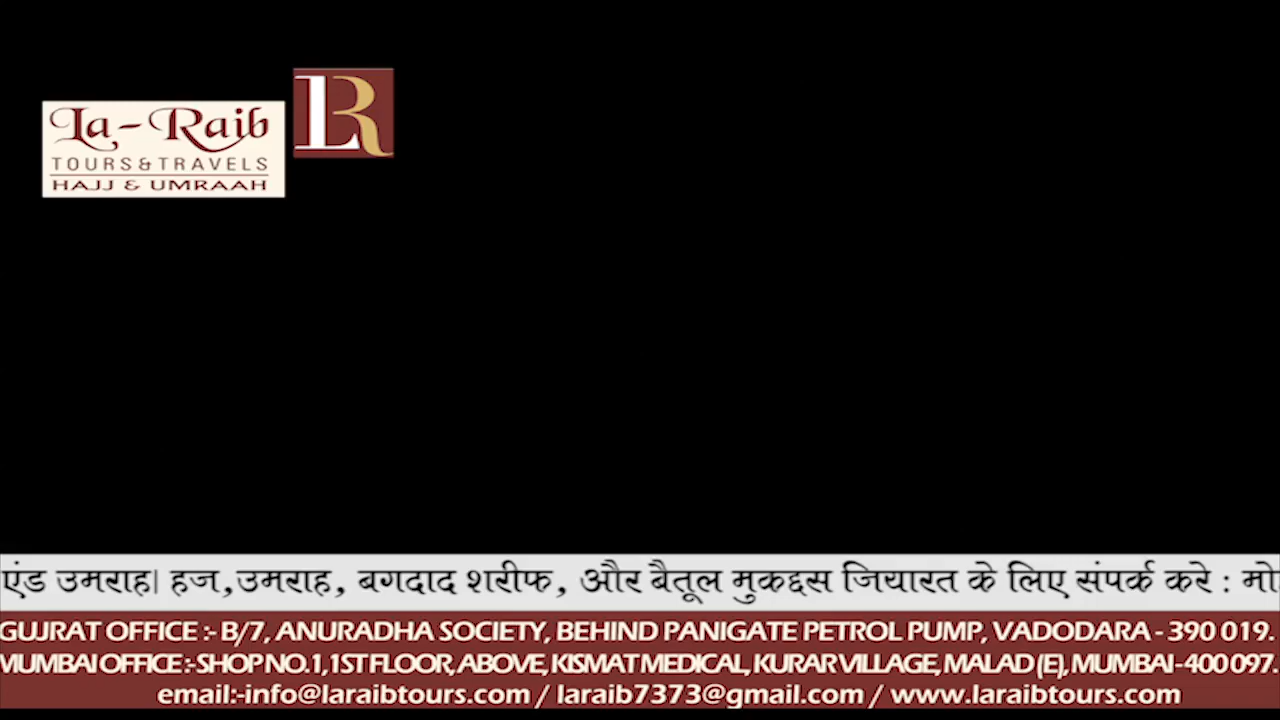 La-Raib
TOURS & TRAVELS
HAJJ & UMRAAH
LR
एंड उमराह| हज,उमराह, बगदाद शरीफ, और बैतूल मुकद्दस जियारत के लिए संपर्क करे : मो
GUJRAT OFFICE :- B/7, ANURADHA SOCIETY, BEHIND PANIGATE PETROL PUMP, VADODARA - 390 019.
MUMBAI OFFICE :- SHOP NO. 1, 1ST FLOOR, ABOVE, KISMAT MEDICAL, KURAR VILLAGE, MALAD (E), MUMBAI - 400 097.
email:-info@laraibtours.com / laraib7373@gmail.com / www.laraibtours.com